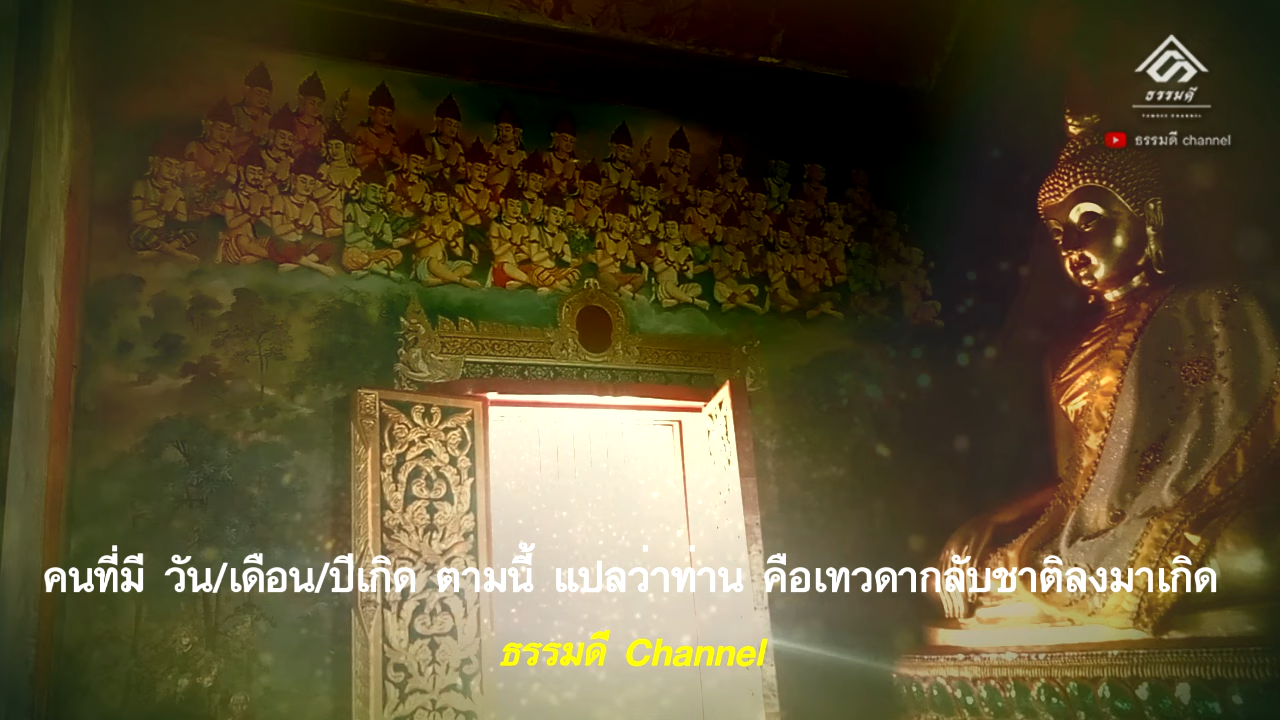 ธรรมดี
ธรรมดี channel
คนที่มี วัน/เดือน/ปีเกิด ตามนี้ แปลว่าท่าน คือเทวดากลับชาติลงมาเกิด
ธรรมดี Channel